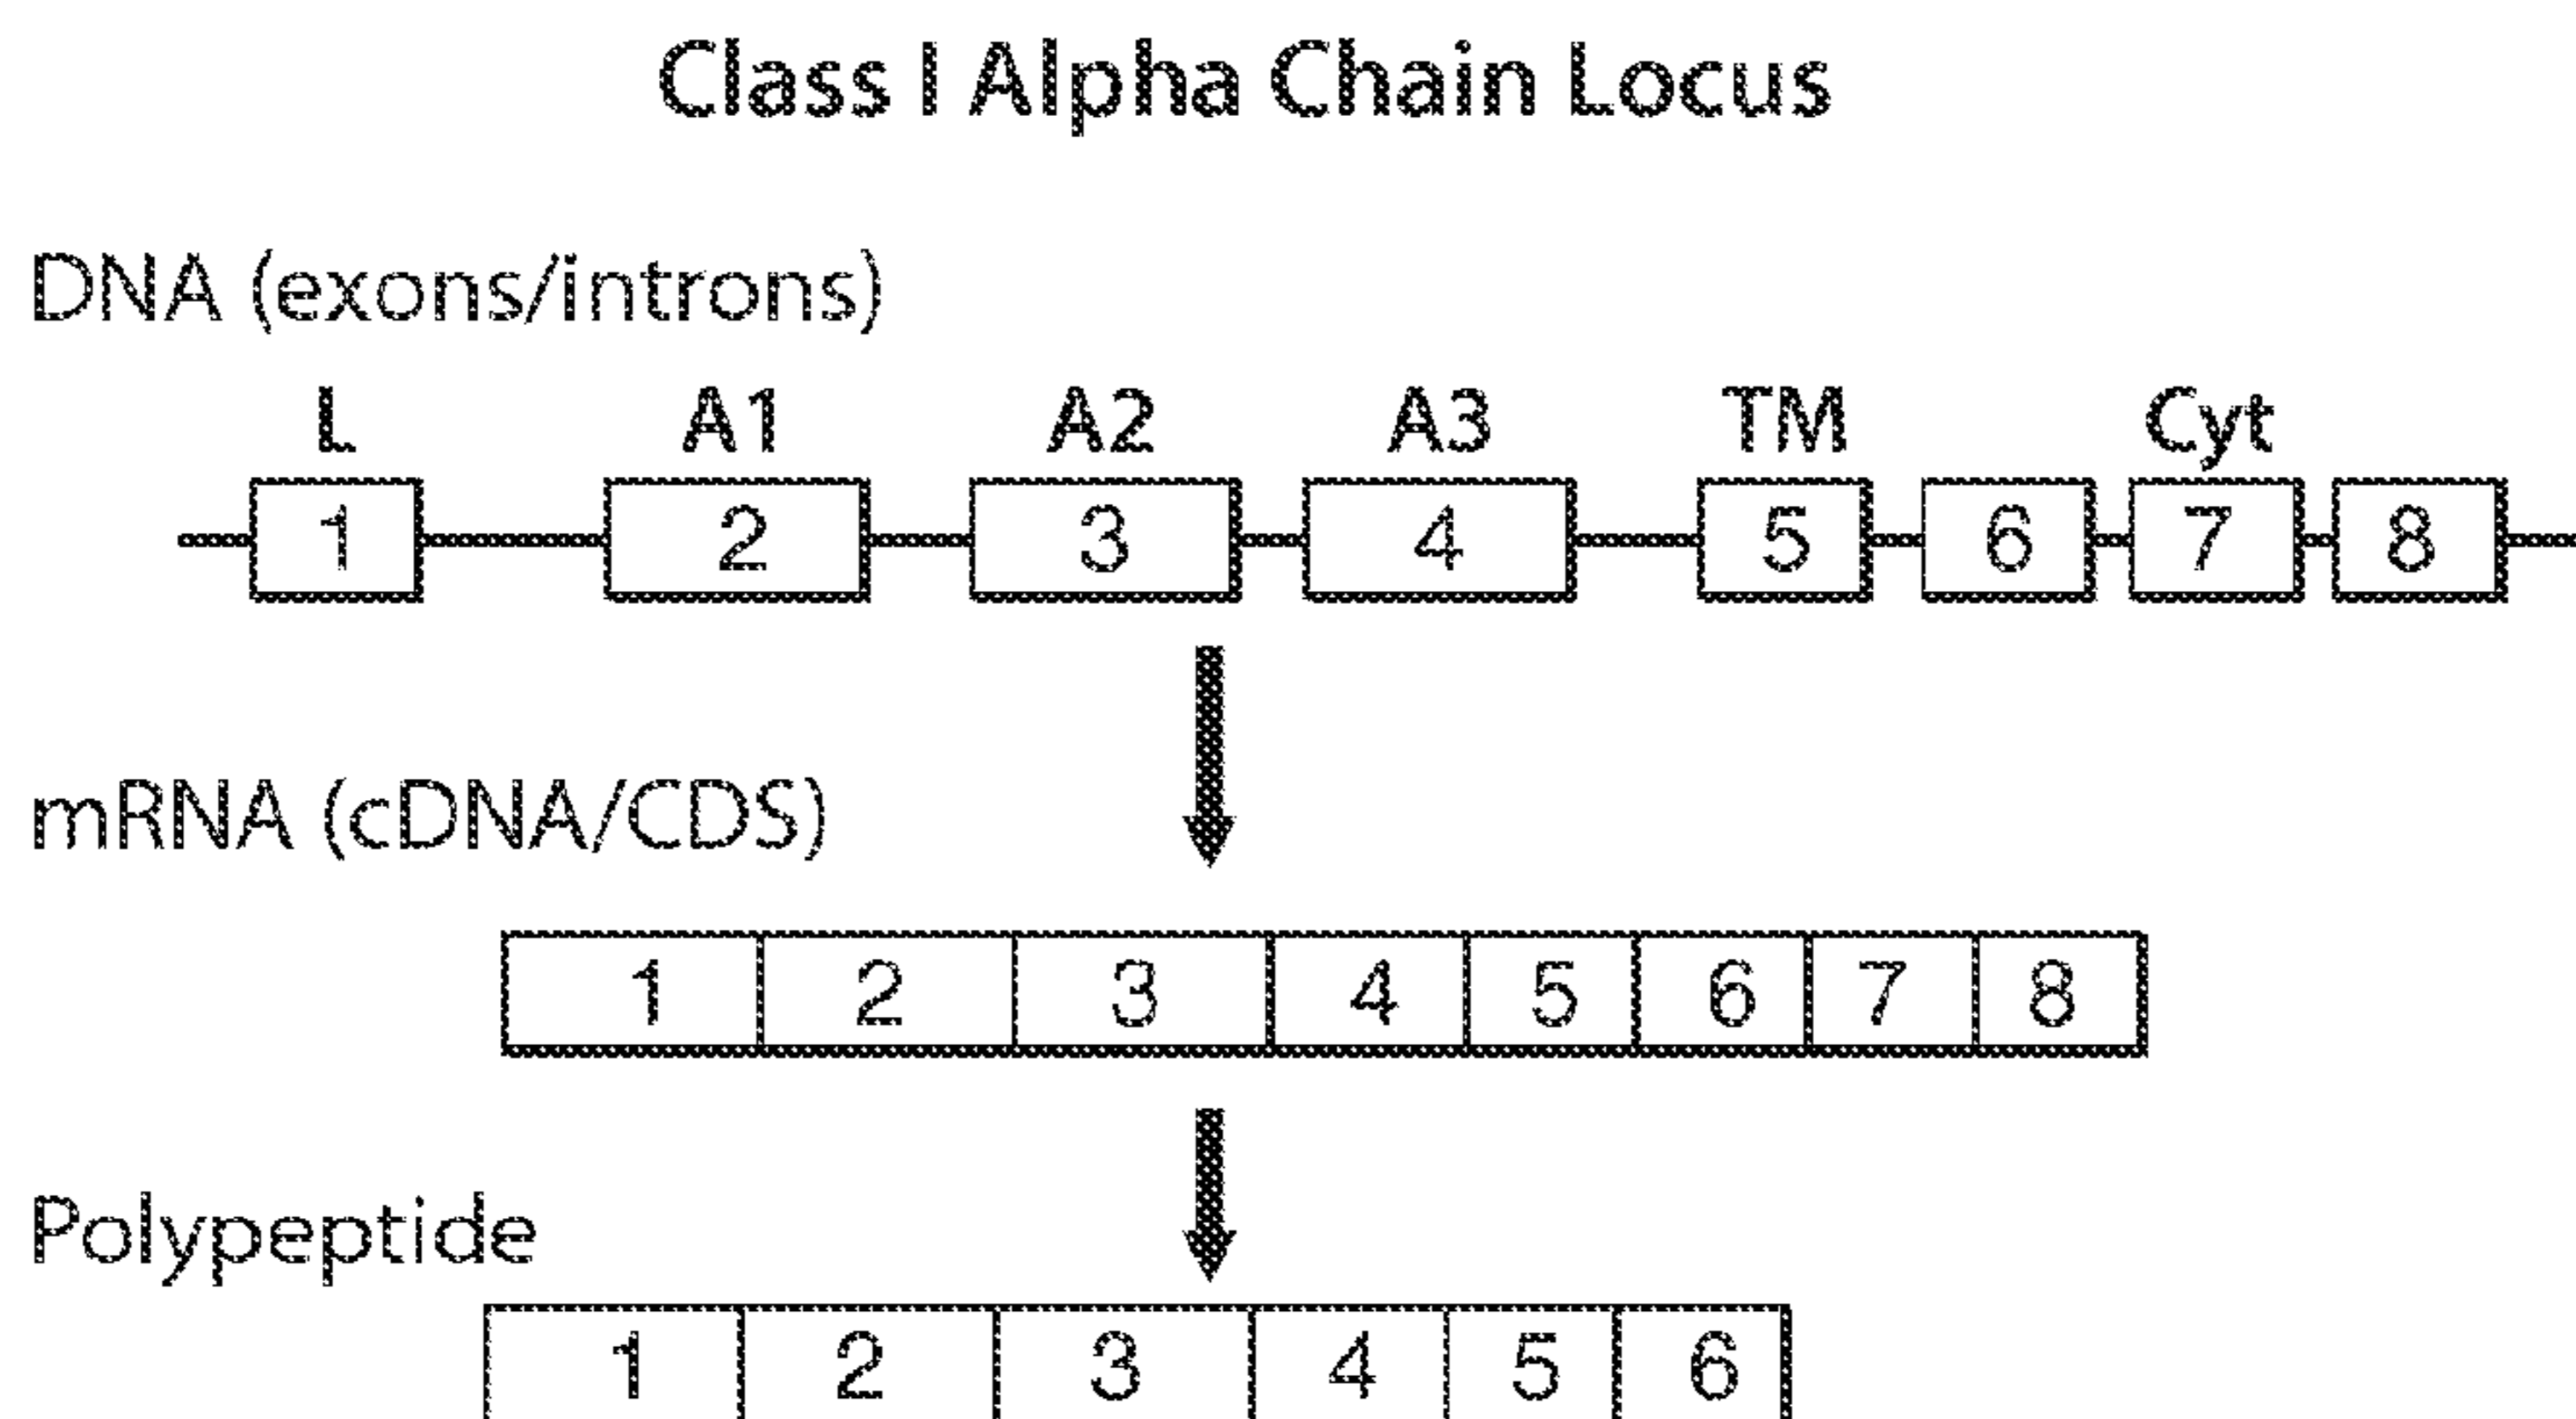 Class I Alpha Chain Locus
DNA (exons/introns)
L A1 A2 A3 TM Cyt
1 2 3 4 5 6 7 8
mRNA (cDNA/CDS)
1 2 3 4 5 6 7 8
Polypeptide
1 2 3 4 5 6